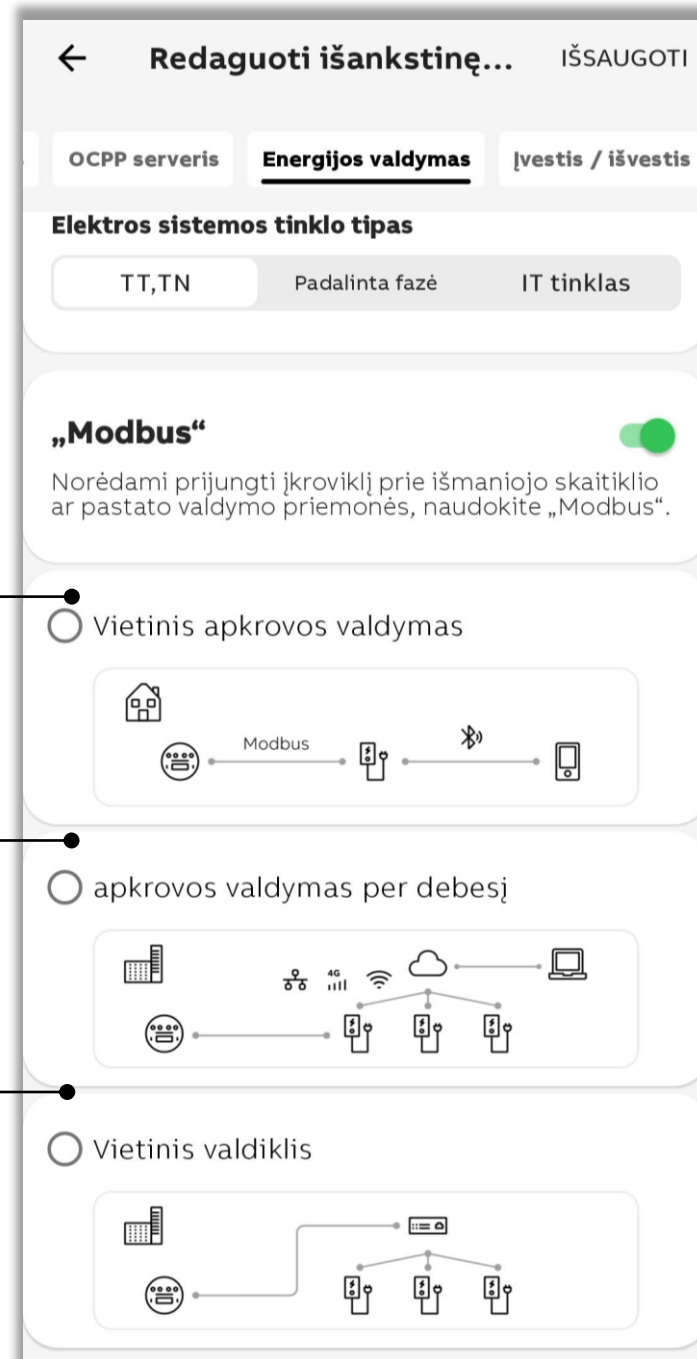 Redaguoti išankstinę... IŠSAUGOTI
OCPP serveris Energijos valdymas Įvestis / išvestis
Elektros sistemos tinklo tipas
TT,TN Padalinta fazė IT tinklas
„Modbus“
Norėdami prijungti įkroviklį prie išmaniojo skaitiklio
ar pastato valdymo priemonės, naudokite „Modbus“.
Vietinis apkrovos valdymas
Modbus
apkrovos valdymas per debesį
4G
Vietinis valdiklis